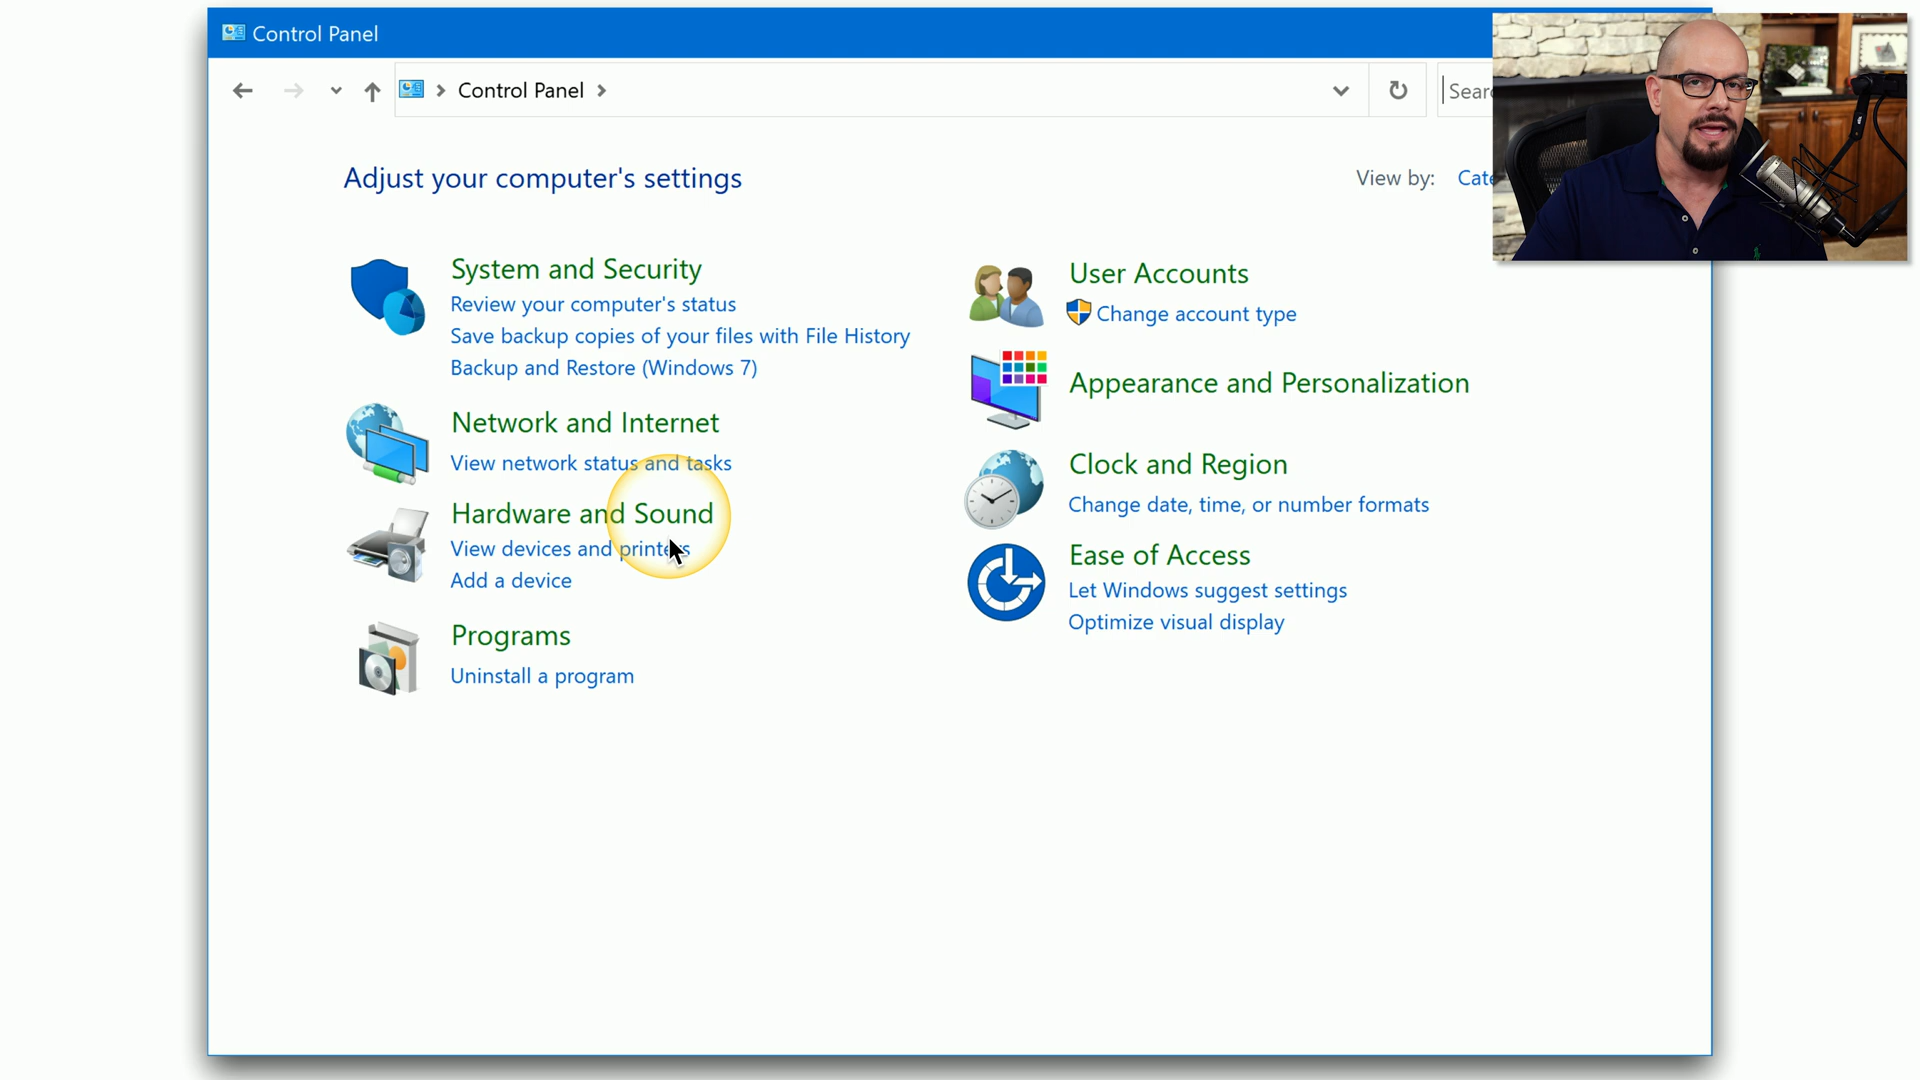 Control Panel
Control Panel
Adjust your computer's settings
View by:
System and Security
Review your computer's status
Save backup copies of your files with File History
Backup and Restore (Windows 7)
Network and Internet
View network status and tasks
Hardware and Sound
View devices and printers
Add a device
Programs
Uninstall a program
User Accounts
Change account type
Appearance and Personalization
Clock and Region
Change date, time, or number formats
Ease of Access
Let Windows suggest settings
Optimize visual display